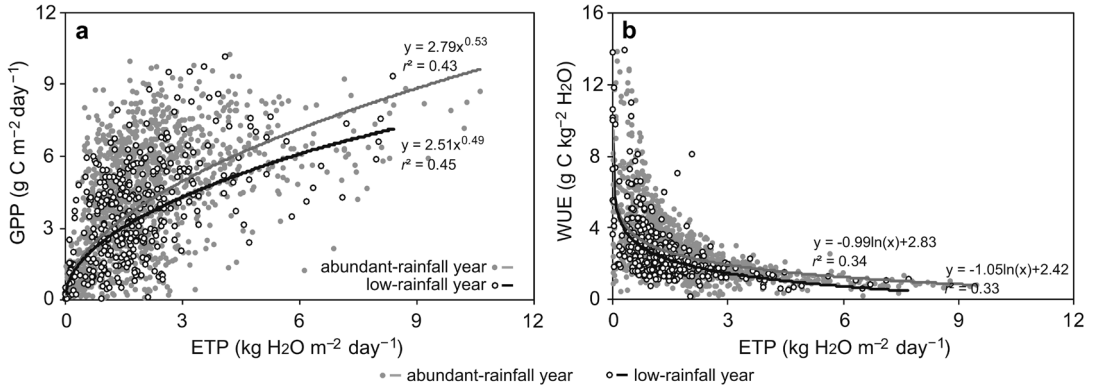 a
GPP (g C m⁻² day⁻¹)
12
9
6
3
0
y = 2.79x^0.53
r² = 0.43
y = 2.51x^0.49
r² = 0.45
abundant-rainfall year
low-rainfall year
0 3 6 9 12
ETP (kg H2O m⁻² day⁻¹)
b
WUE (g C kg⁻² H2O)
16
12
8
4
0
y = -0.99ln(x)+2.83
r² = 0.34
y = -1.05ln(x)+2.42
r² = 0.33
0 3 6 9 12
ETP (kg H2O m⁻² day⁻¹)
abundant-rainfall year low-rainfall year